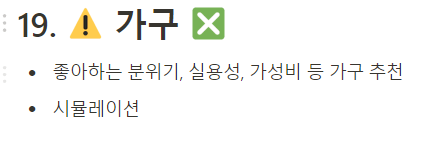 19. ⚠️ 가구 ❎
• 좋아하는 분위기, 실용성, 가성비 등 가구 추천
• 시뮬레이션